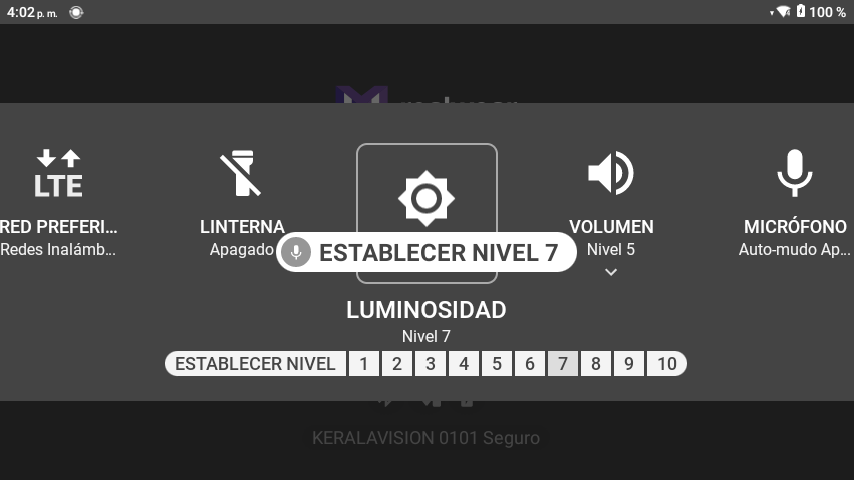 4:02 p. m.
100 %
LTE
RED PREFERI...
Redes Inalámb...
LINTERNA
Apagado
ESTABLECER NIVEL 7
VOLUMEN
Nivel 5
MICRÓFONO
Auto-mudo Ap...
LUMINOSIDAD
Nivel 7
ESTABLECER NIVEL 1 2 3 4 5 6 7 8 9 10
KERALAVISION 0101 Seguro